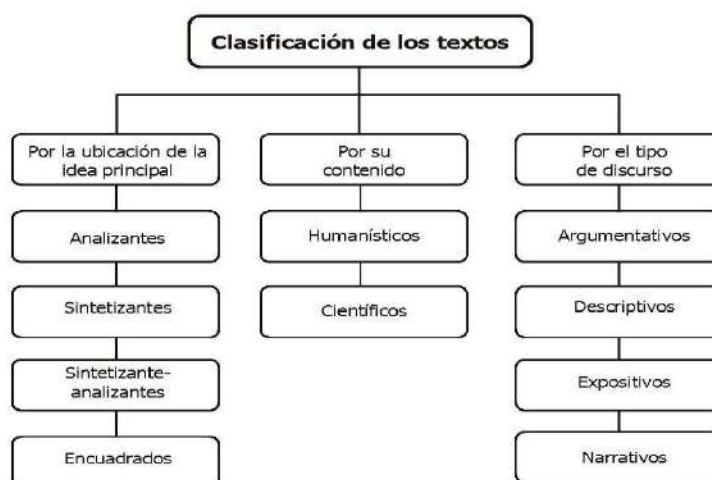 Clasificación de los textos
Por la ubicación de la
idea principal
Analizantes
Sintetizantes
Sintetizante-
analizantes
Encuadrados
Por su
contenido
Humanísticos
Científicos
Por el tipo
de discurso
Argumentativos
Descriptivos
Expositivos
Narrativos